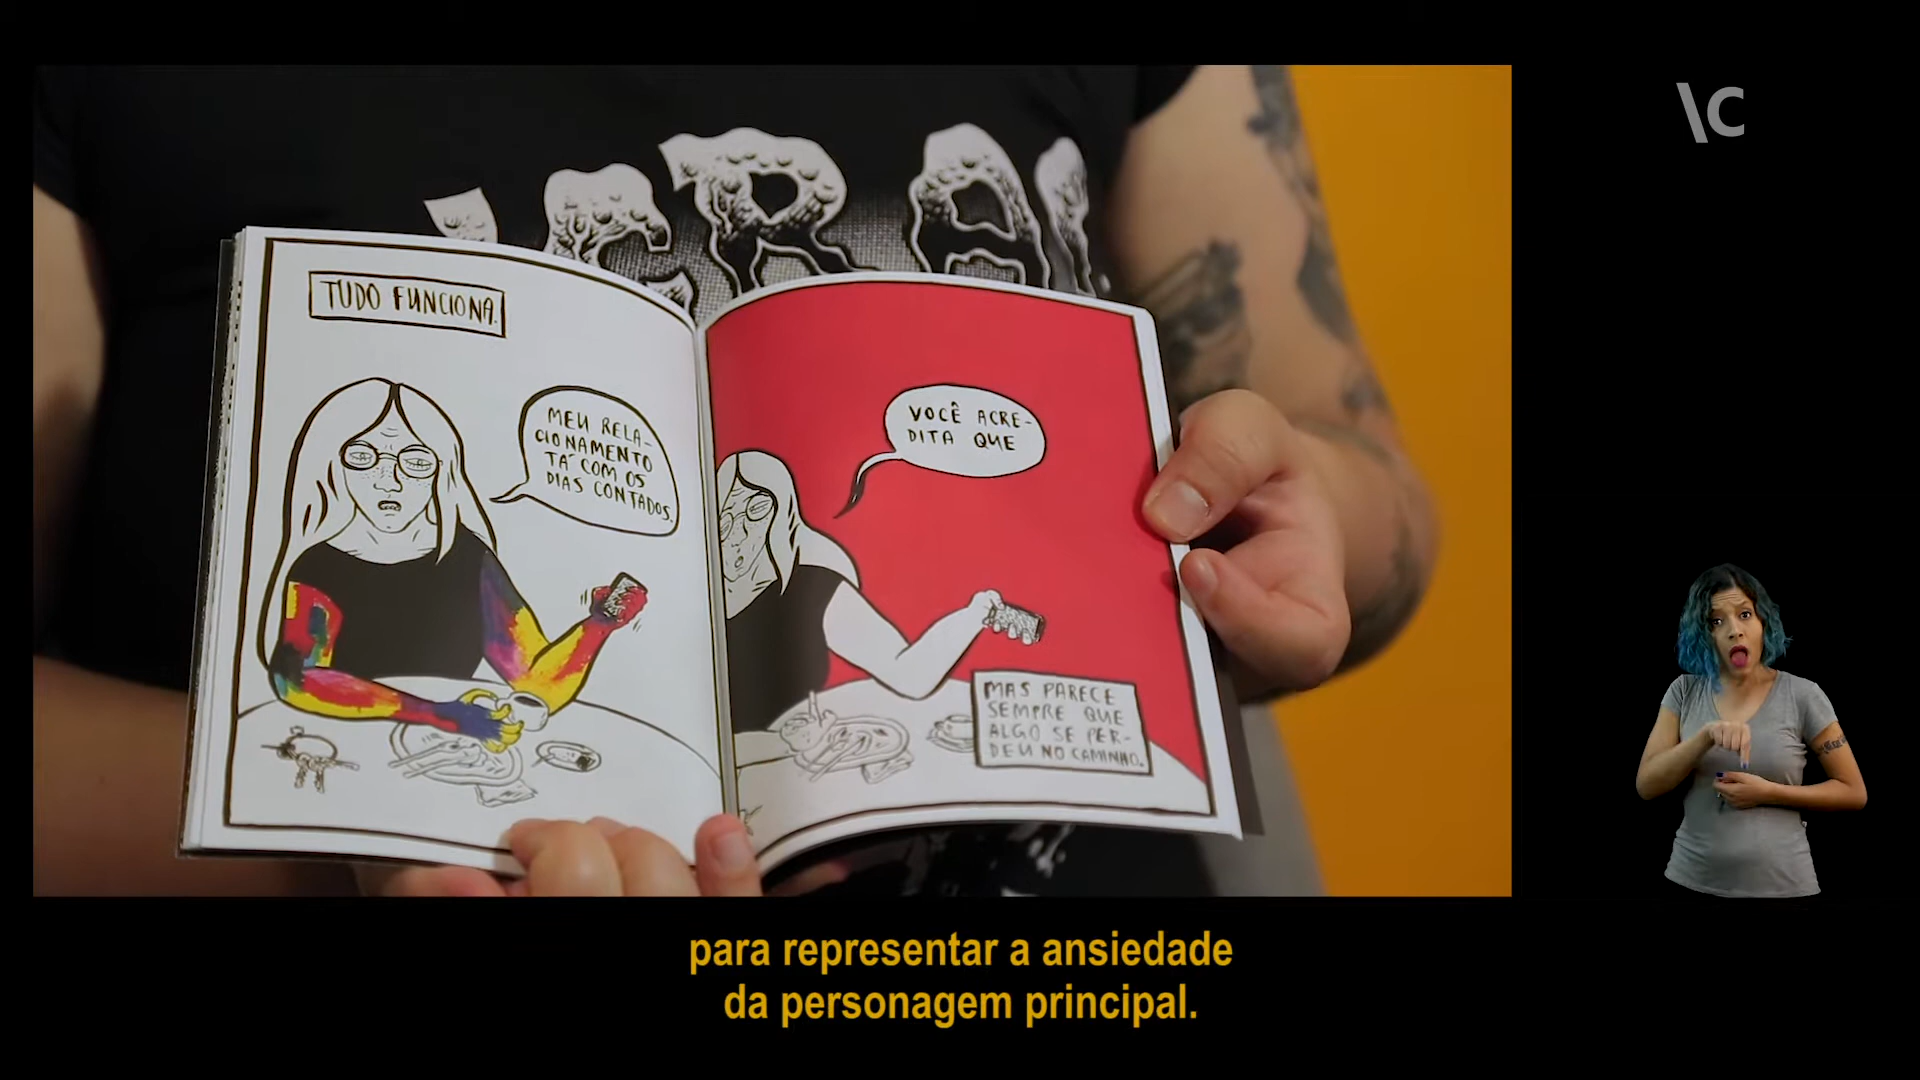 \C
TUDO FUNCIONA.
MEU RELA-
CIONAMENTO
TÁ COM OS
DIAS CONTADOS.
VOCÊ ACRE-
DITA QUE
MAS PARECE
SEMPRE QUE
ALGO SE PER-
DEU NO CAMINHO.
para representar a ansiedade
da personagem principal.